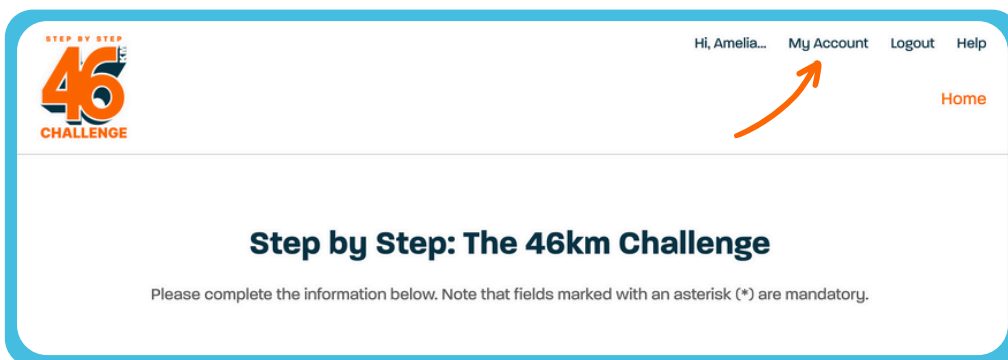 STEP BY STEP
46
KM
CHALLENGE
Hi, Amelia... My Account Logout Help
Home
Step by Step: The 46km Challenge
Please complete the information below. Note that fields marked with an asterisk (*) are mandatory.